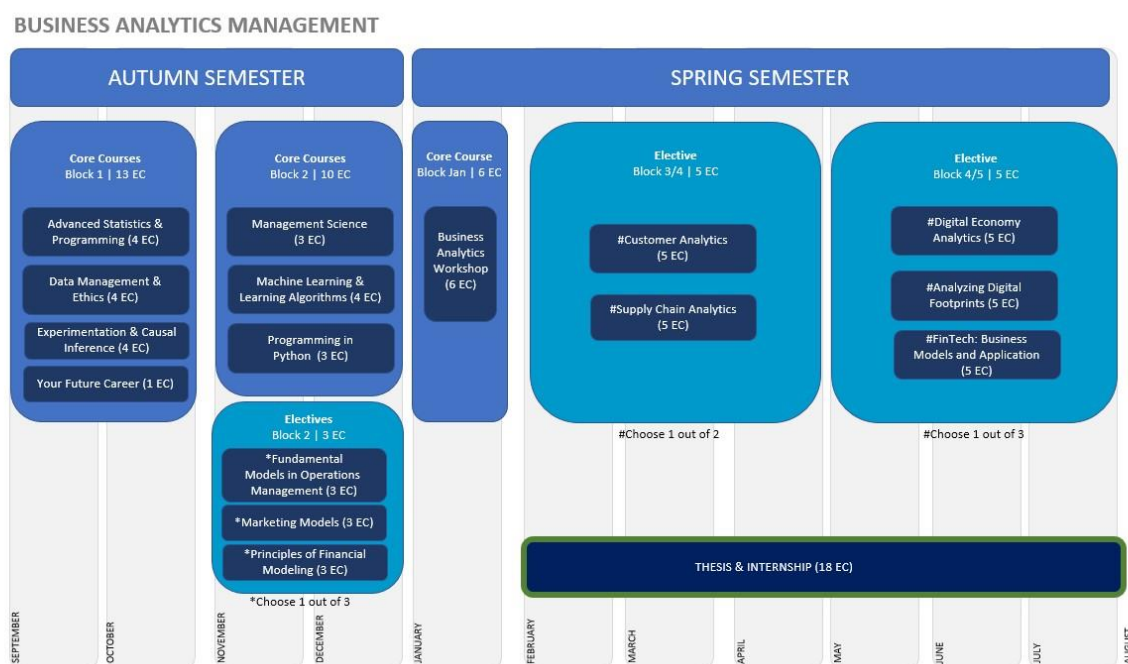 BUSINESS ANALYTICS MANAGEMENT
AUTUMN SEMESTER
SPRING SEMESTER
Core Courses
Block 1 | 13 EC
Advanced Statistics &
Programming (4 EC)
Data Management &
Ethics (4 EC)
Experimentation & Causal
Inference (4 EC)
Your Future Career (1 EC)
Core Courses
Block 2 | 10 EC
Management Science
(3 EC)
Machine Learning &
Learning Algorithms (4 EC)
Programming in
Python (3 EC)
Electives
Block 2 | 3 EC
*Fundamental
Models in Operations
Management (3 EC)
*Marketing Models (3 EC)
*Principles of Financial
Modeling (3 EC)
*Choose 1 out of 3
Core Course
Block Jan | 6 EC
Business
Analytics
Workshop
(6 EC)
Elective
Block 3/4 | 5 EC
#Customer Analytics
(5 EC)
#Supply Chain Analytics
(5 EC)
#Choose 1 out of 2
Elective
Block 4/5 | 5 EC
#Digital Economy
Analytics (5 EC)
#Analyzing Digital
Footprints (5 EC)
#FinTech: Business
Models and Application
(5 EC)
#Choose 1 out of 3
THESIS & INTERNSHIP (18 EC)
SEPTEMBER
OCTOBER
NOVEMBER
DECEMBER
JANUARY
FEBRUARY
MARCH
APRIL
MAY
JUNE
JULY
AUGUST